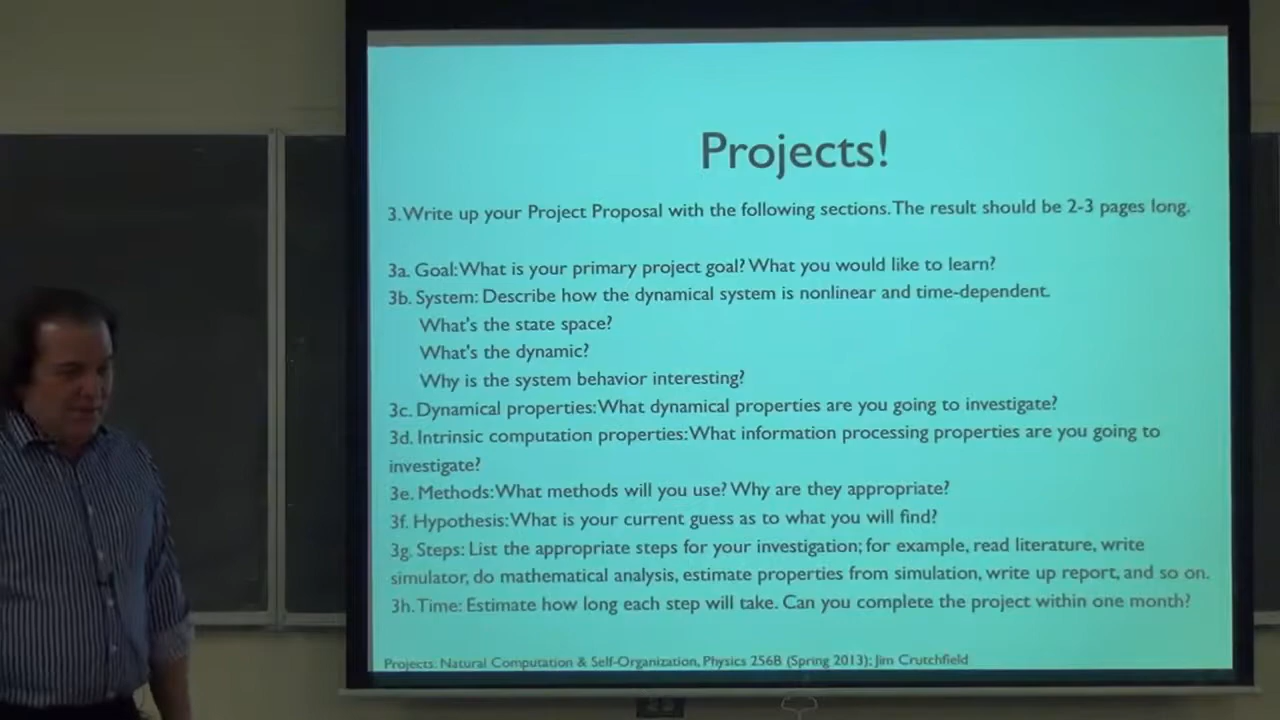 Projects!
3. Write up your Project Proposal with the following sections. The result should be 2-3 pages long.
3a. Goal: What is your primary project goal? What you would like to learn?
3b. System: Describe how the dynamical system is nonlinear and time-dependent.
What's the state space?
What's the dynamic?
Why is the system behavior interesting?
3c. Dynamical properties: What dynamical properties are you going to investigate?
3d. Intrinsic computation properties: What information processing properties are you going to
investigate?
3e. Methods: What methods will you use? Why are they appropriate?
3f. Hypothesis: What is your current guess as to what you will find?
3g. Steps: List the appropriate steps for your investigation; for example, read literature, write
simulator, do mathematical analysis, estimate properties from simulation, write up report, and so on.
3h. Time: Estimate how long each step will take. Can you complete the project within one month?
Projects: Natural Computation & Self-Organization, Physics 256B (Spring 2013); Jim Crutchfield